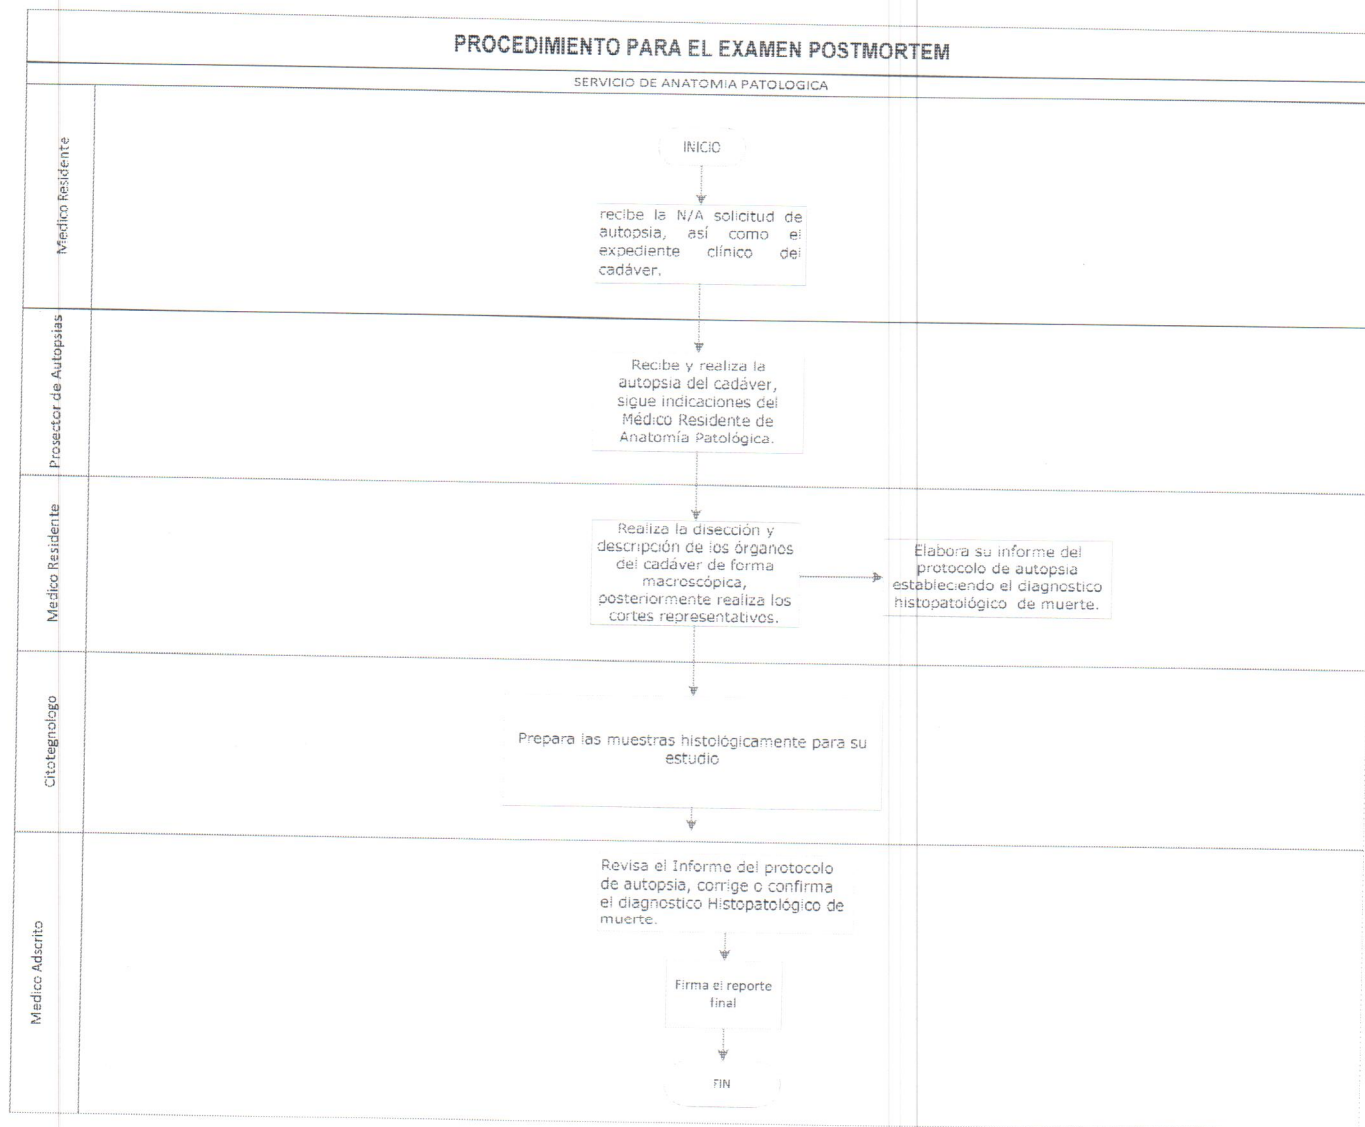 PROCEDIMIENTO PARA EL EXAMEN POSTMORTEM
SERVICIO DE ANATOMIA PATOLOGICA
Medico Residente
INICIO
recibe la N/A solicitud de
autopsia, así como el
expediente clínico del
cadáver.
Prosector de Autopsias
Recibe y realiza la
autopsia del cadáver,
sigue indicaciones del
Médico Residente de
Anatomía Patológica.
Medico Residente
Realiza la disección y
descripción de los órganos
del cadáver de forma
macroscópica,
posteriormente realiza los
cortes representativos.
Elabora su informe del
protocolo de autopsia
estableciendo el diagnostico
histopatológico de muerte.
Citotegnologo
Prepara las muestras histológicamente para su
estudio
Medico Adscrito
Revisa el Informe del protocolo
de autopsia, corrige o confirma
el diagnostico Histopatológico de
muerte.
Firma el reporte
final
FIN